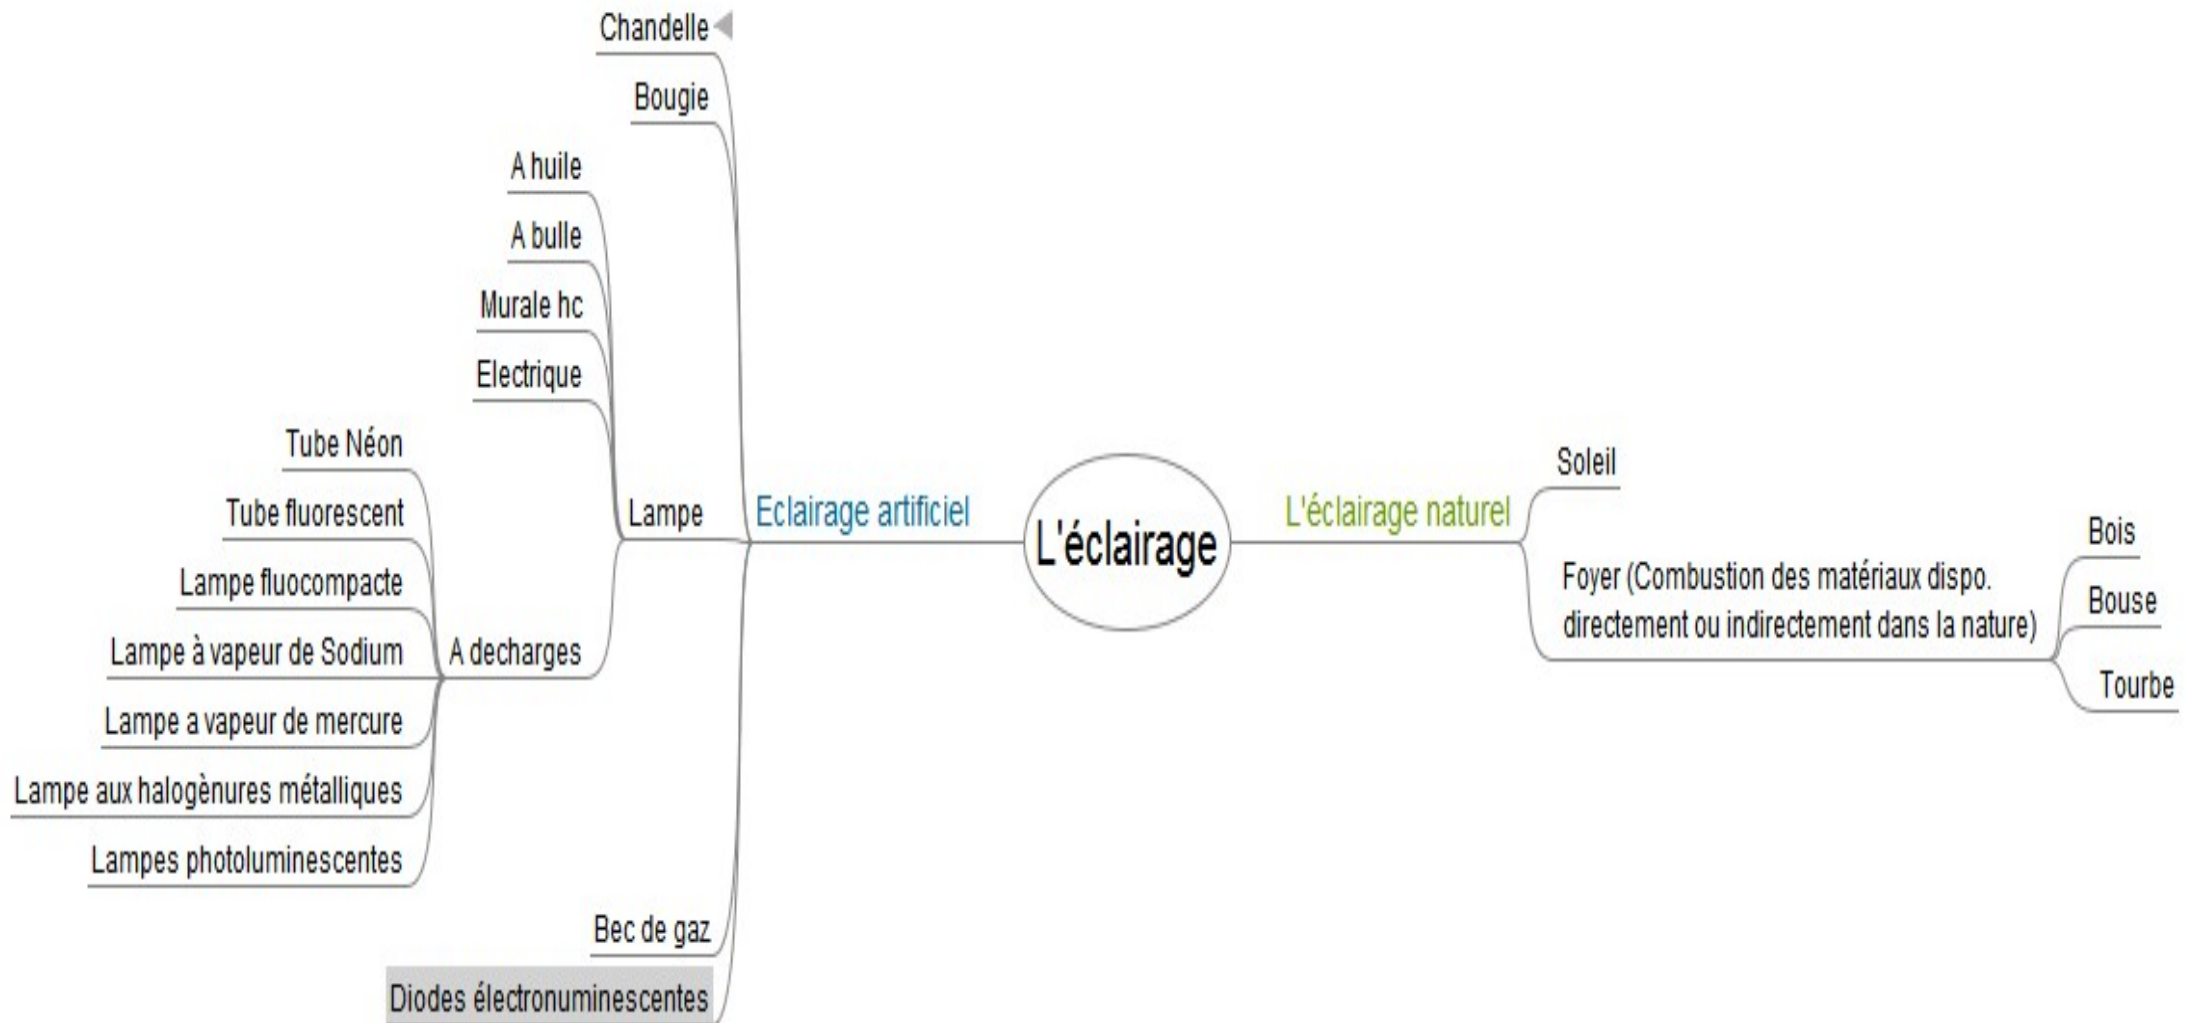 Chandelle
Bougie
A huile
A bulle
Murale hc
Electrique
Tube Néon
Tube fluorescent
Lampe fluocompacte
Lampe à vapeur de Sodium
Lampe a vapeur de mercure
Lampe aux halogènures métalliques
Lampes photoluminescentes
A decharges
Lampe
Bec de gaz
Diodes électronuminescentes
Eclairage artificiel
L'éclairage
L'éclairage naturel
Soleil
Foyer (Combustion des matériaux dispo.
directement ou indirectement dans la nature)
Bois
Bouse
Tourbe